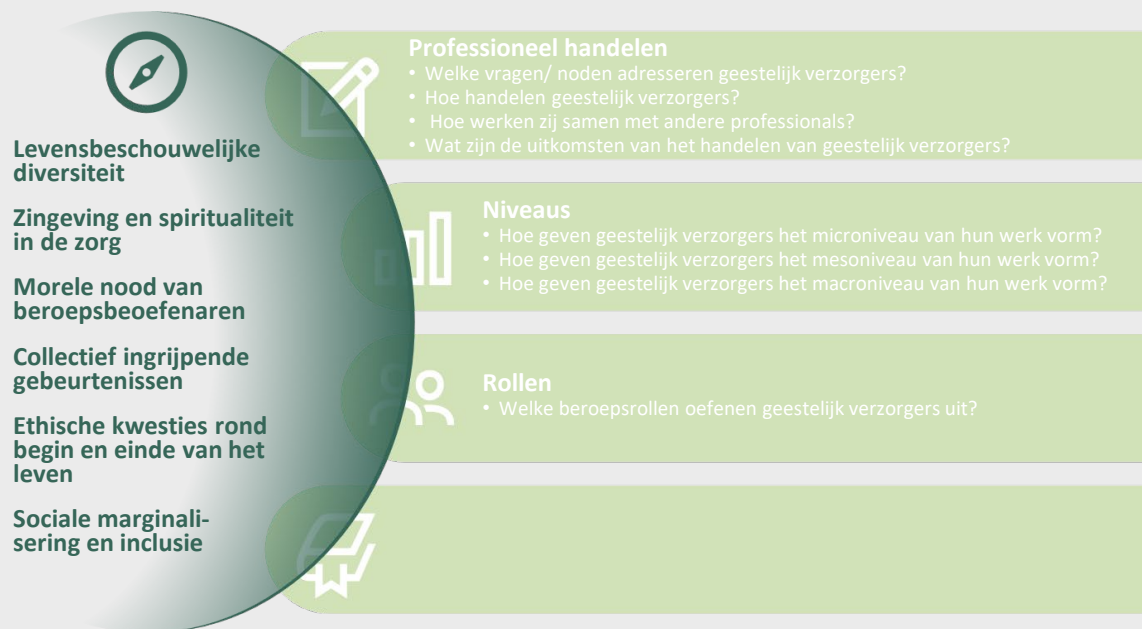 Levensbeschouwelijke
diversiteit
Zingeving en spiritualiteit
in de zorg
Morele nood van
beroepsbeoefenaren
Collectief ingrijpende
gebeurtenissen
Ethische kwesties rond
begin en einde van het
leven
Sociale marginali-
sering en inclusie
Professioneel handelen
• Welke vragen/ noden adresseren geestelijk verzorgers?
• Hoe handelen geestelijk verzorgers?
• Hoe werken zij samen met andere professionals?
• Wat zijn de uitkomsten van het handelen van geestelijk verzorgers?
Niveaus
• Hoe geven geestelijk verzorgers het microniveau van hun werk vorm?
• Hoe geven geestelijk verzorgers het mesoniveau van hun werk vorm?
• Hoe geven geestelijk verzorgers het macroniveau van hun werk vorm?
Rollen
• Welke beroepsrollen oefenen geestelijk verzorgers uit?